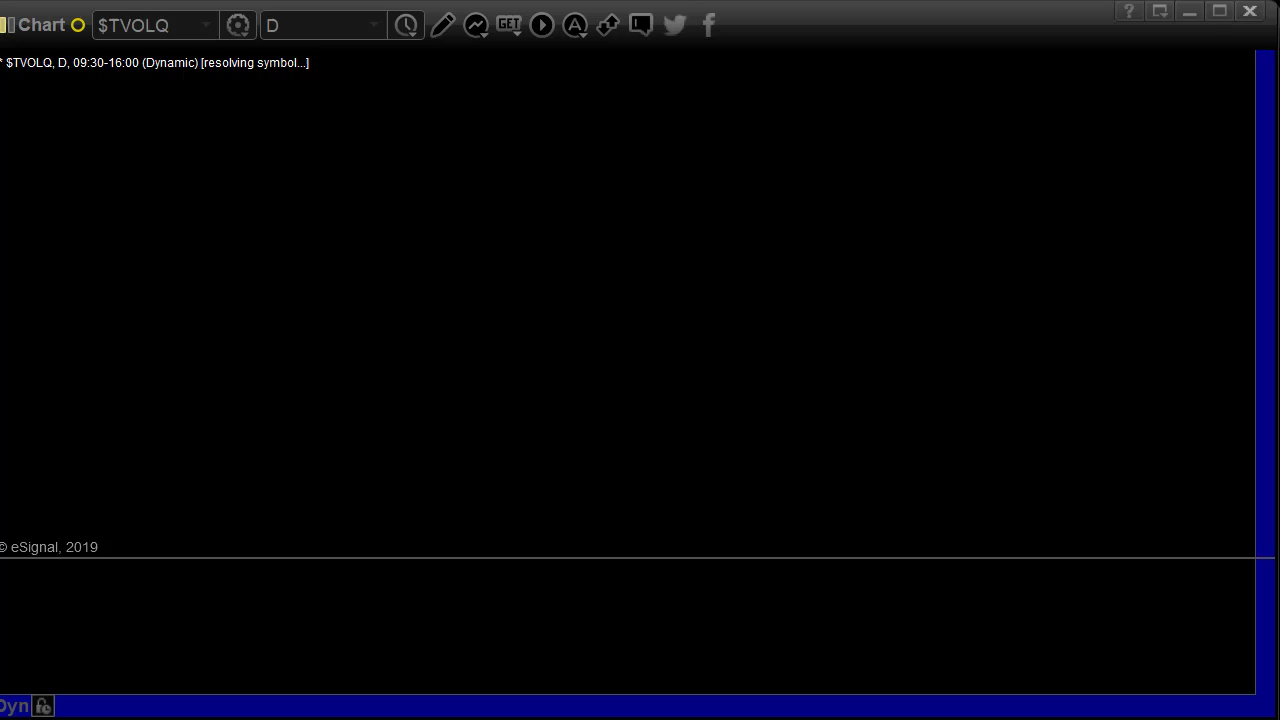 Chart $TVOLQ D GET A ?
* $TVOLQ, D, 09:30-16:00 (Dynamic) [resolving symbol...]
© eSignal, 2019
Dyn